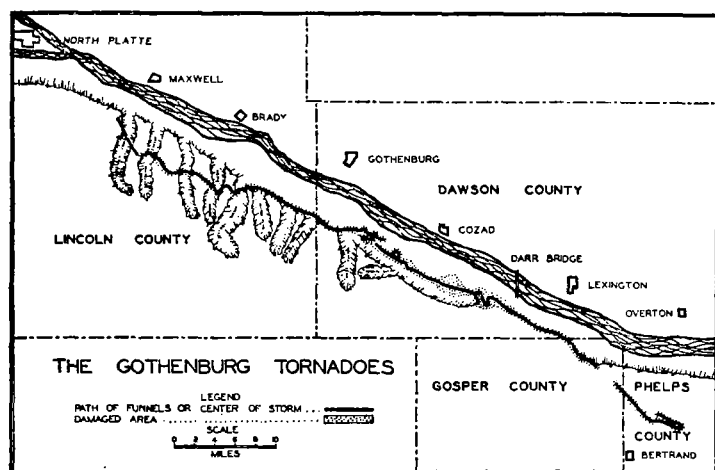 NORTH PLATTE
MAXWELL
BRADY
GOTHENBURG
DAWSON COUNTY
LINCOLN COUNTY
COZAD
DARR BRIDGE
LEXINGTON
OVERTON
THE GOTHENBURG TORNADOES
GOSPER COUNTY
PHELPS
COUNTY
BERTRAND
LEGEND
PATH OF FUNNELS OR CENTER OF STORM ...
DAMAGED AREA
SCALE
0 2 4 6 8 10
MILES